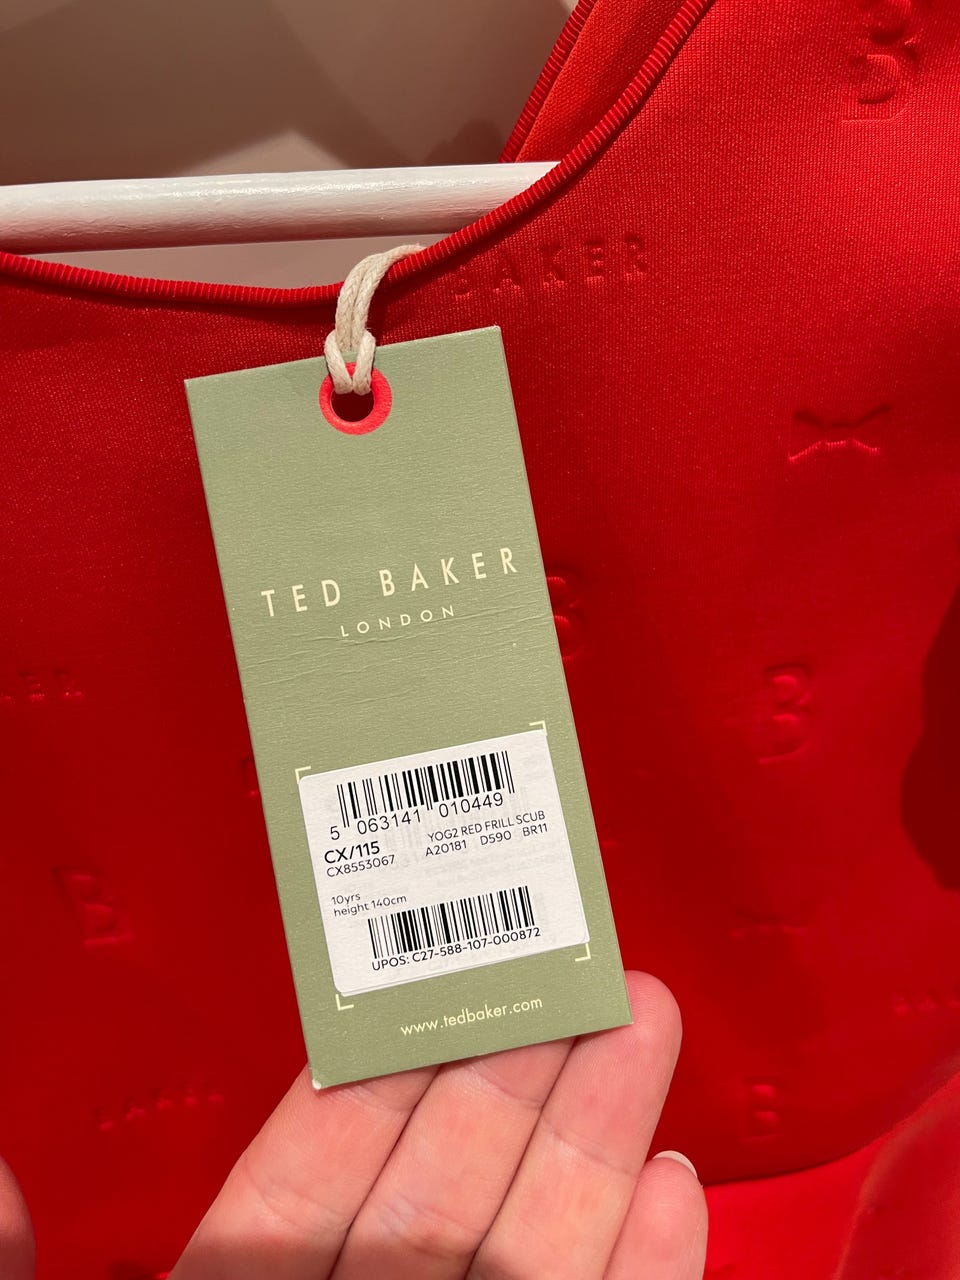 BAKER
TED BAKER
LONDON
5 063141 010449
CX/115 YOG2 RED FRILL SCUB
CX8553067 A20181 D590 BR11
10yrs
height 140cm
UPOS: C27-588-107-000872
www.tedbaker.com
B
B
B
BAKER
B